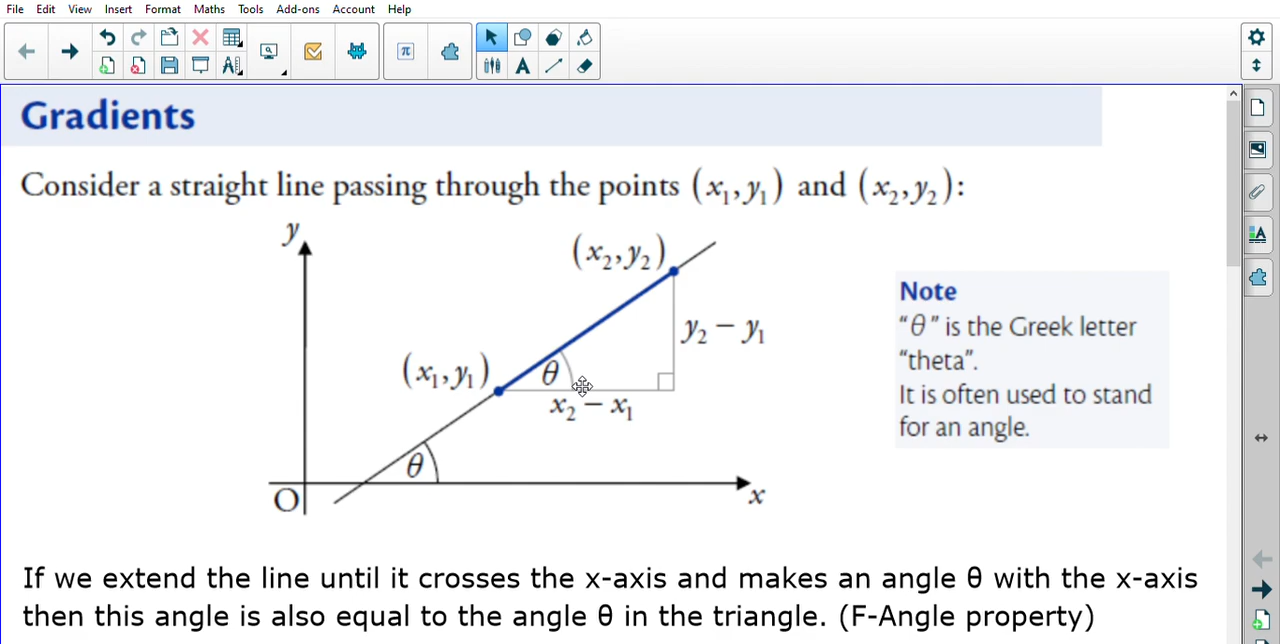 File Edit View Insert Format Maths Tools Add-ons Account Help
Gradients
Consider a straight line passing through the points (x₁, y₁) and (x₂, y₂):
y
(x₂, y₂)
y₂ − y₁
(x₁, y₁)
θ
x₂ − x₁
θ
O
x
Note
“θ” is the Greek letter
“theta”.
It is often used to stand
for an angle.
If we extend the line until it crosses the x-axis and makes an angle θ with the x-axis
then this angle is also equal to the angle θ in the triangle. (F-Angle property)